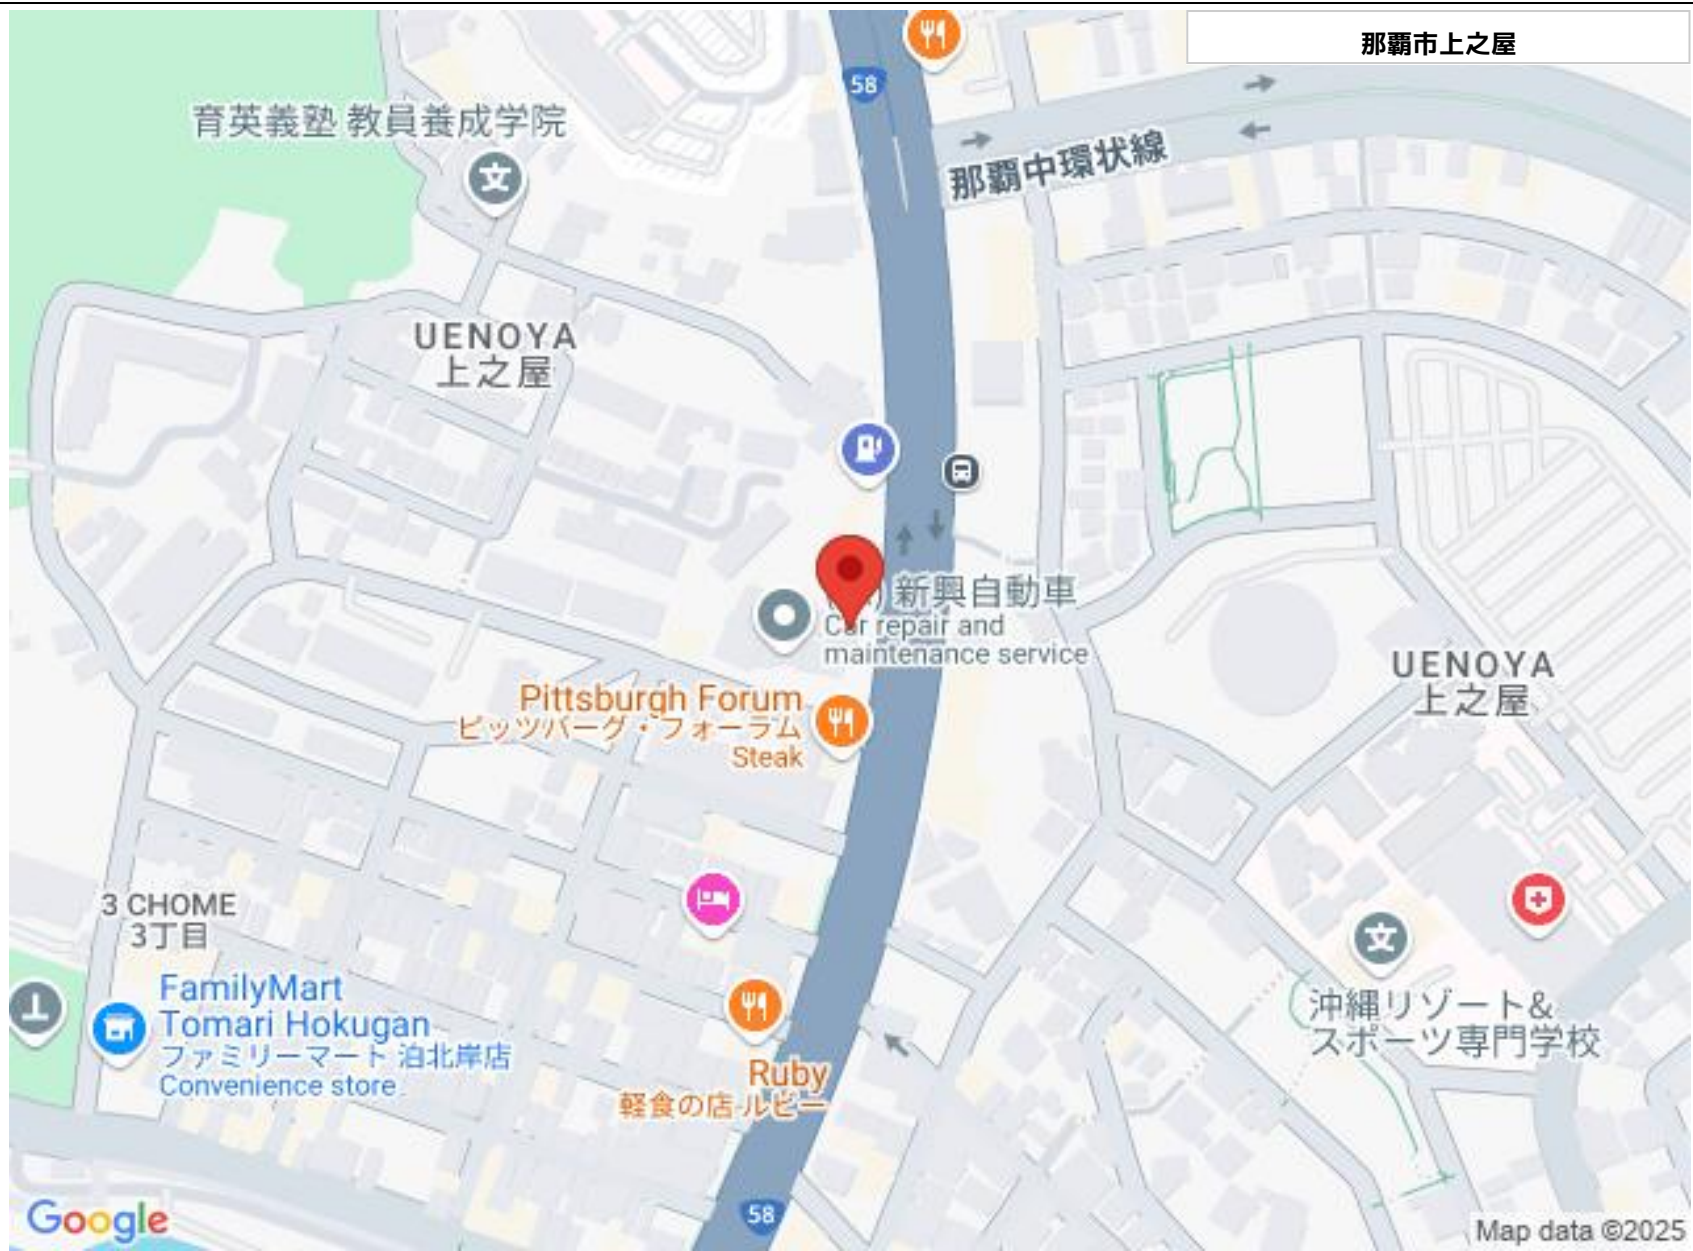 那覇市上之屋
58
育英義塾 教員養成学院
那覇中環状線
UENOYA
上之屋
新興自動車
Car repair and
maintenance service
UENOYA
上之屋
Pittsburgh Forum
ピッツバーグ・フォーラム
Steak
3 CHOME
3丁目
FamilyMart
Tomari Hokugan
ファミリーマート 泊北岸店
Convenience store
沖縄リゾート&
スポーツ専門学校
Ruby
軽食の店 ルビー
58
Google
Map data ©2025